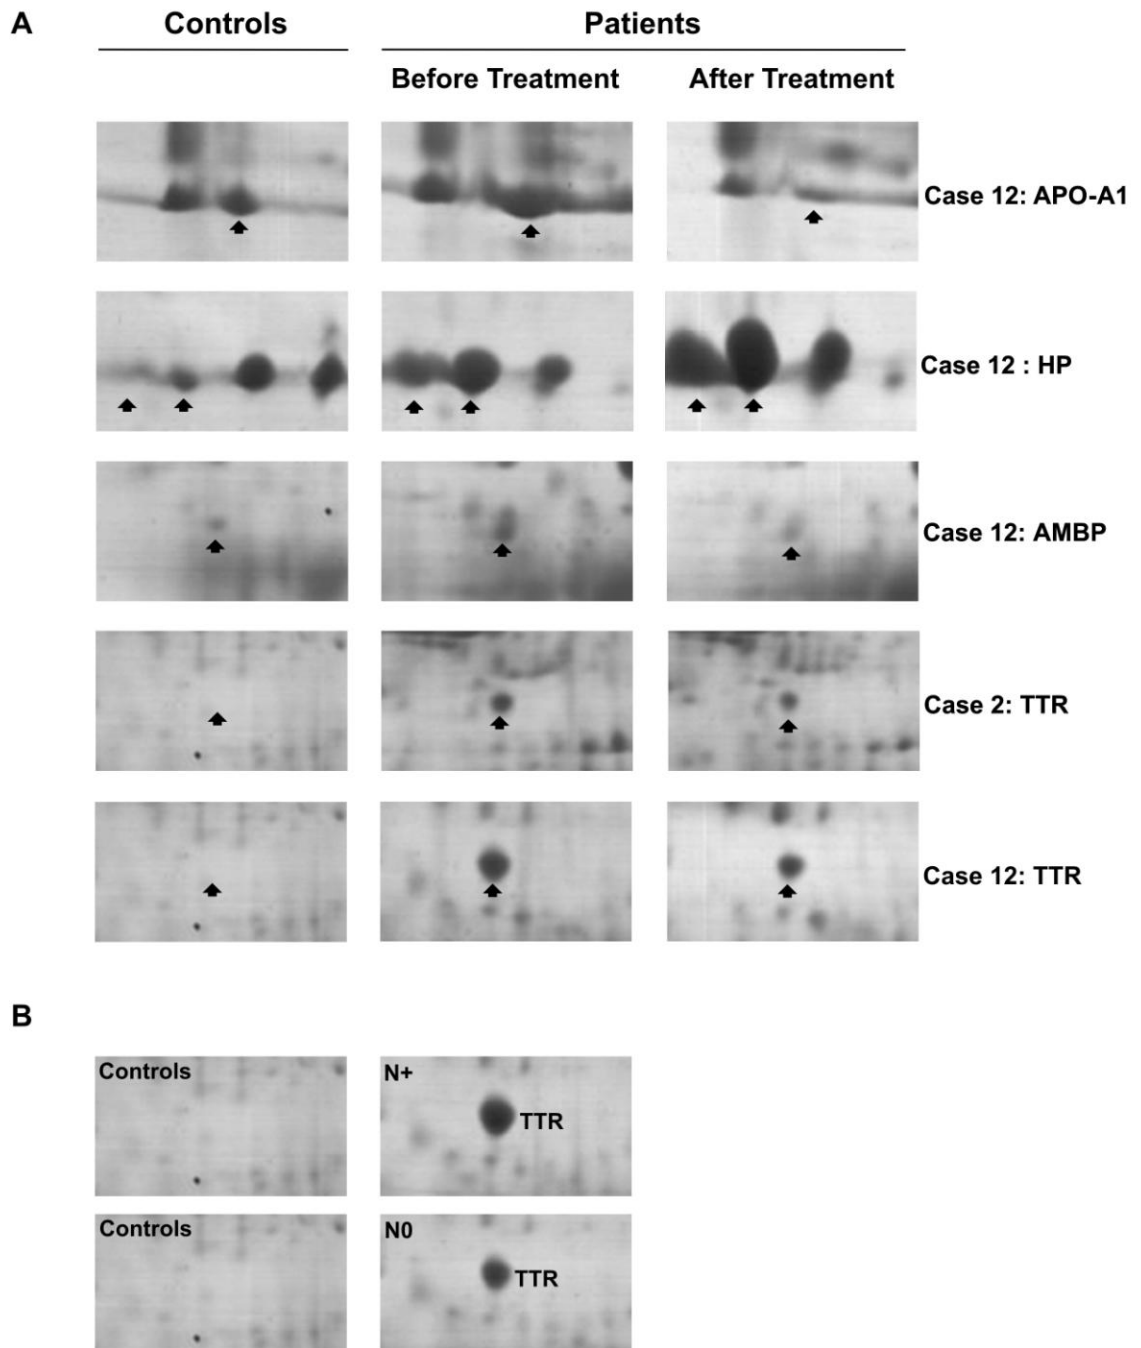 A
Controls
Patients
Before Treatment
After Treatment
Case 12: APO-A1
Case 12 : HP
Case 12: AMBP
Case 2: TTR
Case 12: TTR
B
Controls
N+
TTR
Controls
N0
TTR